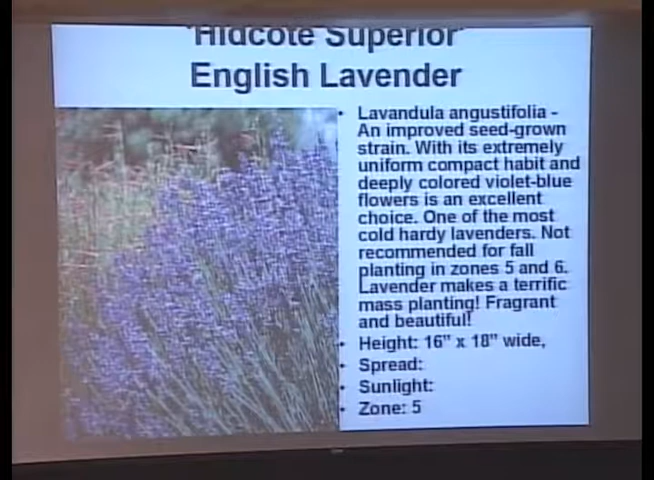 'Hidcote Superior'
English Lavender
• Lavandula angustifolia -
An improved seed-grown
strain. With its extremely
uniform compact habit and
deeply colored violet-blue
flowers is an excellent
choice. One of the most
cold hardy lavenders. Not
recommended for fall
planting in zones 5 and 6.
Lavender makes a terrific
mass planting! Fragrant
and beautiful!
• Height: 16" x 18" wide,
• Spread:
• Sunlight:
• Zone: 5